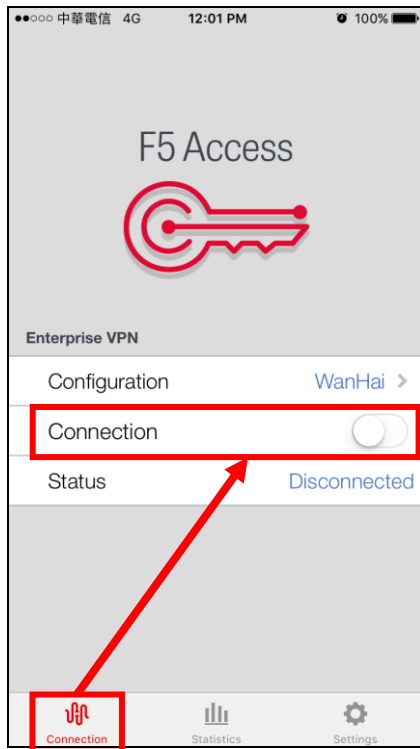 ●●○○○ 中華電信 4G 12:01 PM 100%
F5 Access
Enterprise VPN
Configuration WanHai >
Connection
Status Disconnected
Connection Statistics Settings